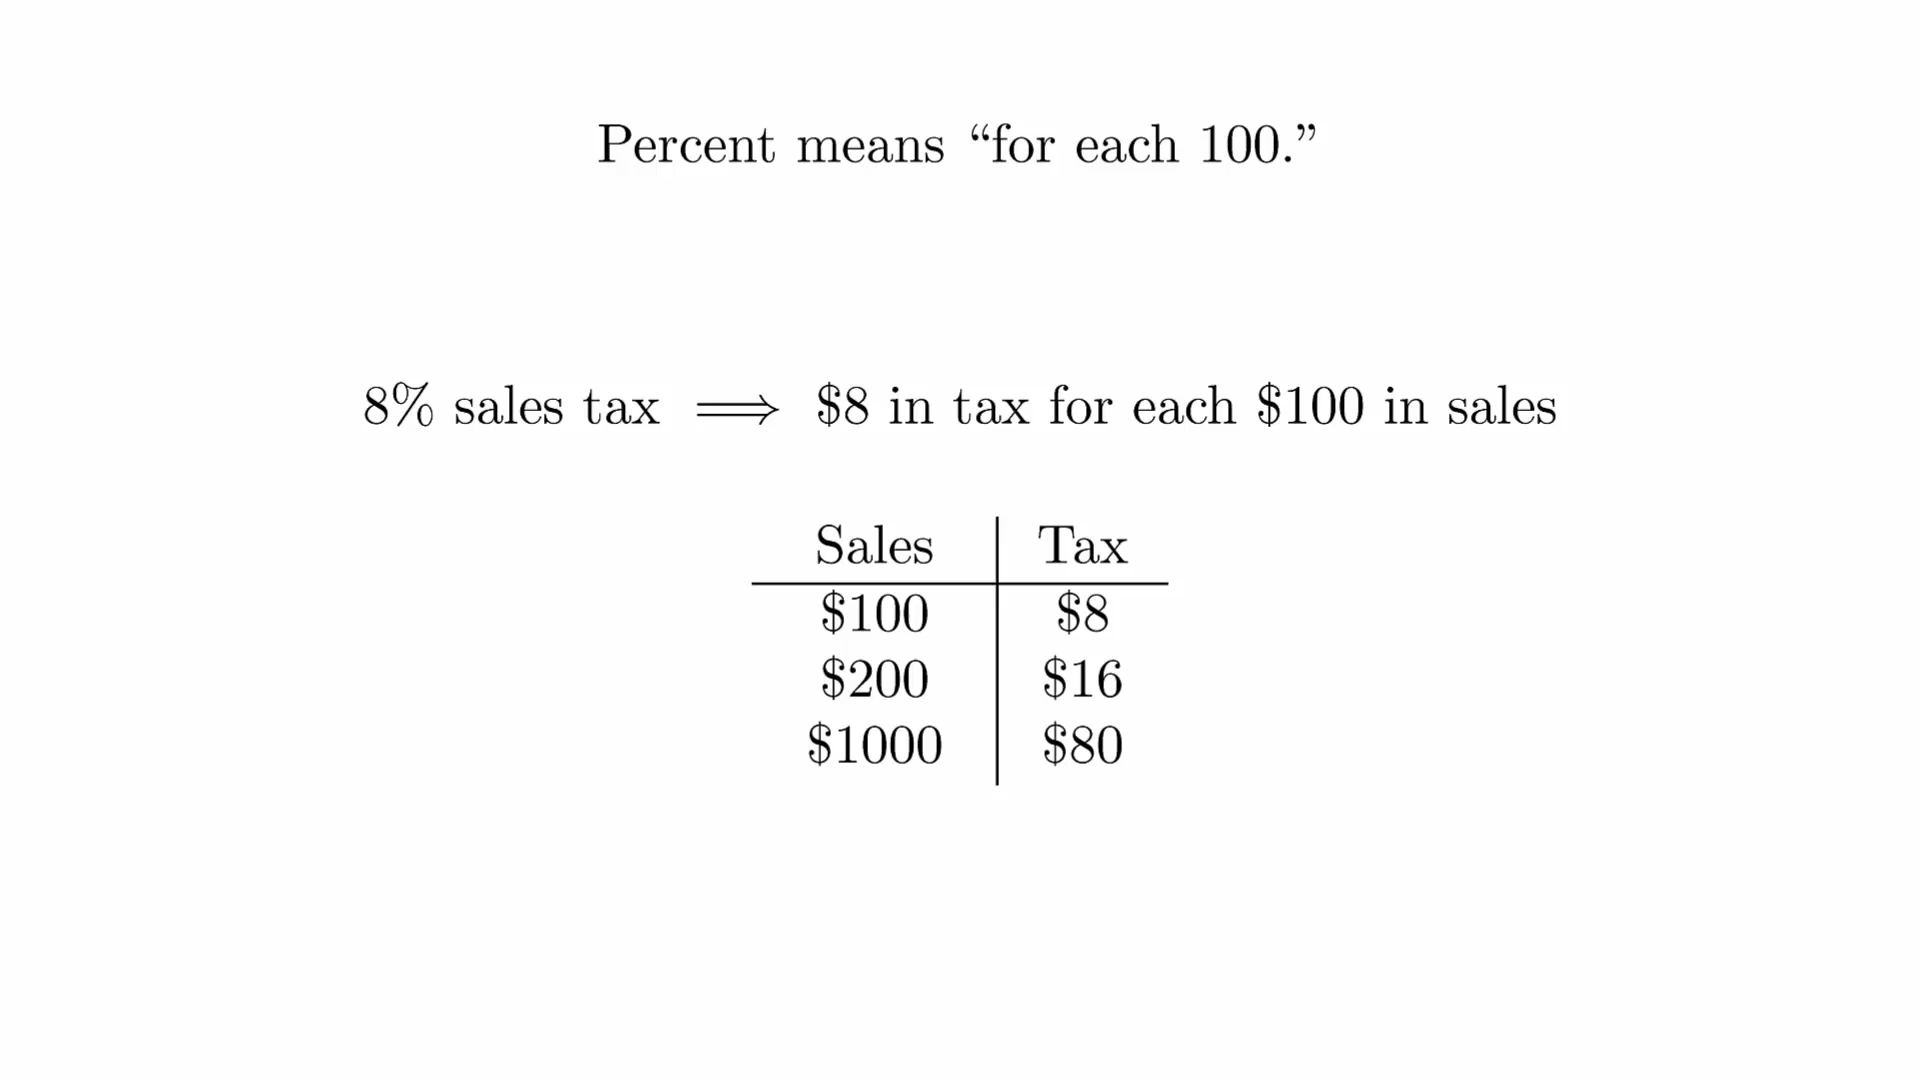 Percent means “for each 100.”
8% sales tax ⟹ $8 in tax for each $100 in sales
Sales Tax
$100 $8
$200 $16
$1000 $80